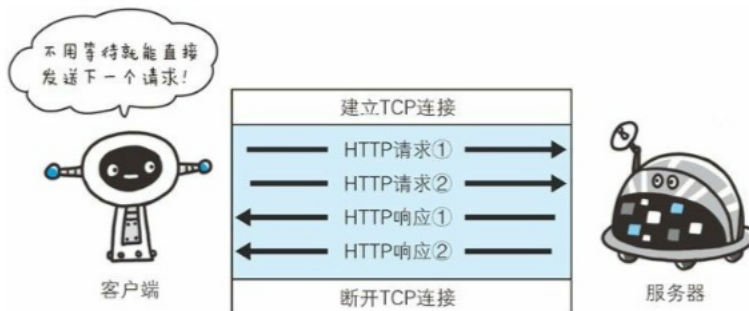 不用等待就能直接
发送下一个请求!
建立TCP连接
HTTP请求①
HTTP请求②
HTTP响应①
HTTP响应②
断开TCP连接
客户端
服务器